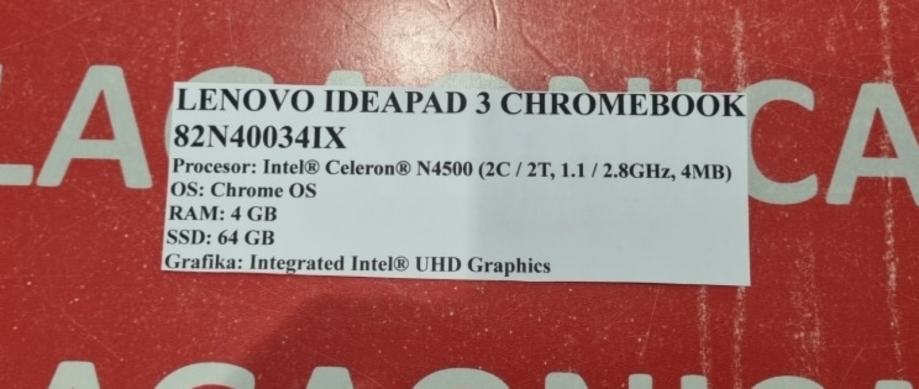 LENOVO IDEAPAD 3 CHROMEBOOK
82N40034IX
Procesor: Intel® Celeron® N4500 (2C / 2T, 1.1 / 2.8GHz, 4MB)
OS: Chrome OS
RAM: 4 GB
SSD: 64 GB
Grafika: Integrated Intel® UHD Graphics